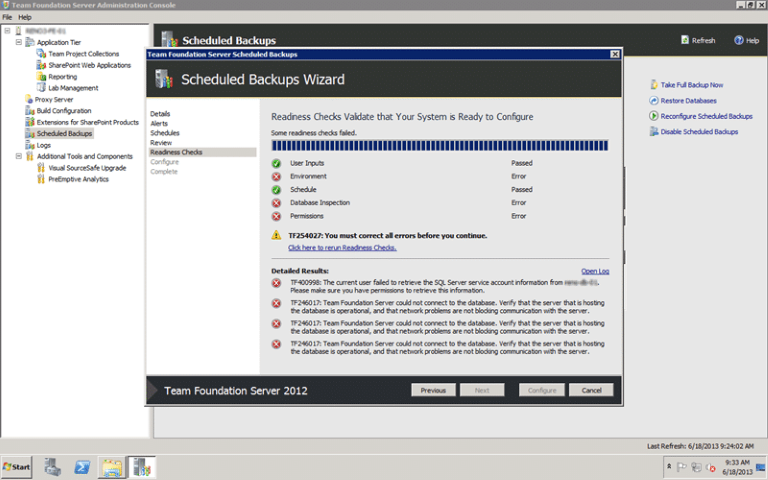 Team Foundation Server Administration Console
File Help
Application Tier
Team Project Collections
SharePoint Web Applications
Reporting
Lab Management
Proxy Server
Build Configuration
Extensions for SharePoint Products
Scheduled Backups
Logs
Additional Tools and Components
Visual SourceSafe Upgrade
PreEmptive Analytics
Scheduled Backups
Refresh
Help
Take Full Backup Now
Restore Databases
Reconfigure Scheduled Backups
Disable Scheduled Backups
Team Foundation Server Scheduled Backups
Scheduled Backups Wizard
Details
Alerts
Schedules
Review
Readiness Checks
Configure
Complete
Readiness Checks Validate that Your System is Ready to Configure
Some readiness checks failed.
User Inputs Passed
Environment Error
Schedule Passed
Database Inspection Error
Permissions Error
TF254027: You must correct all errors before you continue.
Click here to rerun Readiness Checks.
Detailed Results: Open Log
TF400998: The current user failed to retrieve the SQL Server service account information from
Please make sure you have permissions to retrieve this information.
TF246017: Team Foundation Server could not connect to the database. Verify that the server that is hosting
the database is operational, and that network problems are not blocking communication with the server.
TF246017: Team Foundation Server could not connect to the database. Verify that the server that is hosting
the database is operational, and that network problems are not blocking communication with the server.
TF246017: Team Foundation Server could not connect to the database. Verify that the server that is hosting
the database is operational, and that network problems are not blocking communication with the server.
Team Foundation Server 2012
Previous
Next
Configure
Cancel
Last Refresh: 6/18/2013 9:24:02 AM
Start
9:33 AM
6/18/2013